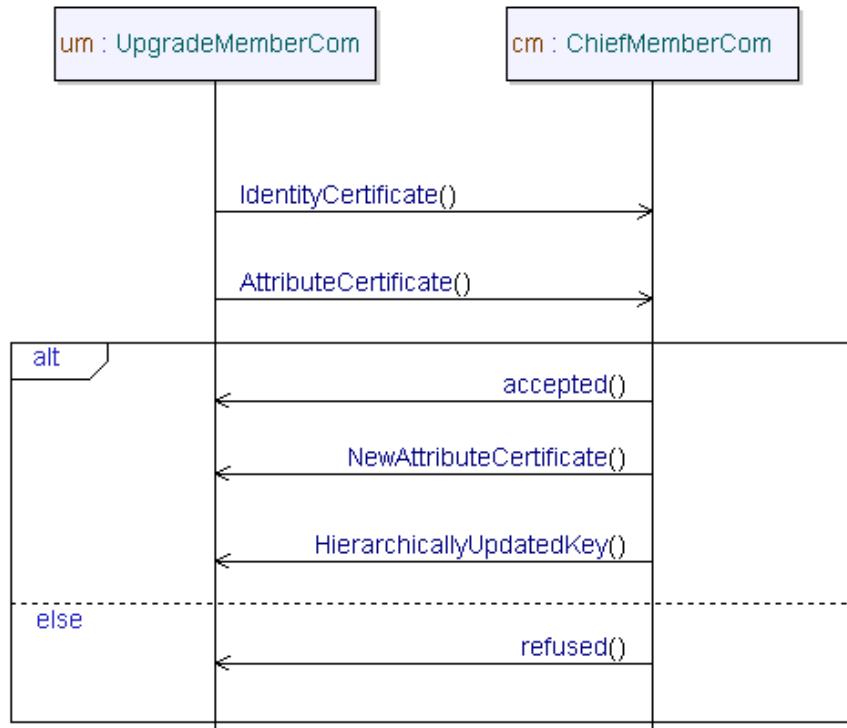 um : UpgradeMemberCom
cm : ChiefMemberCom
IdentityCertificate()
AttributeCertificate()
alt
accepted()
NewAttributeCertificate()
HierarchicallyUpdatedKey()
else
refused()